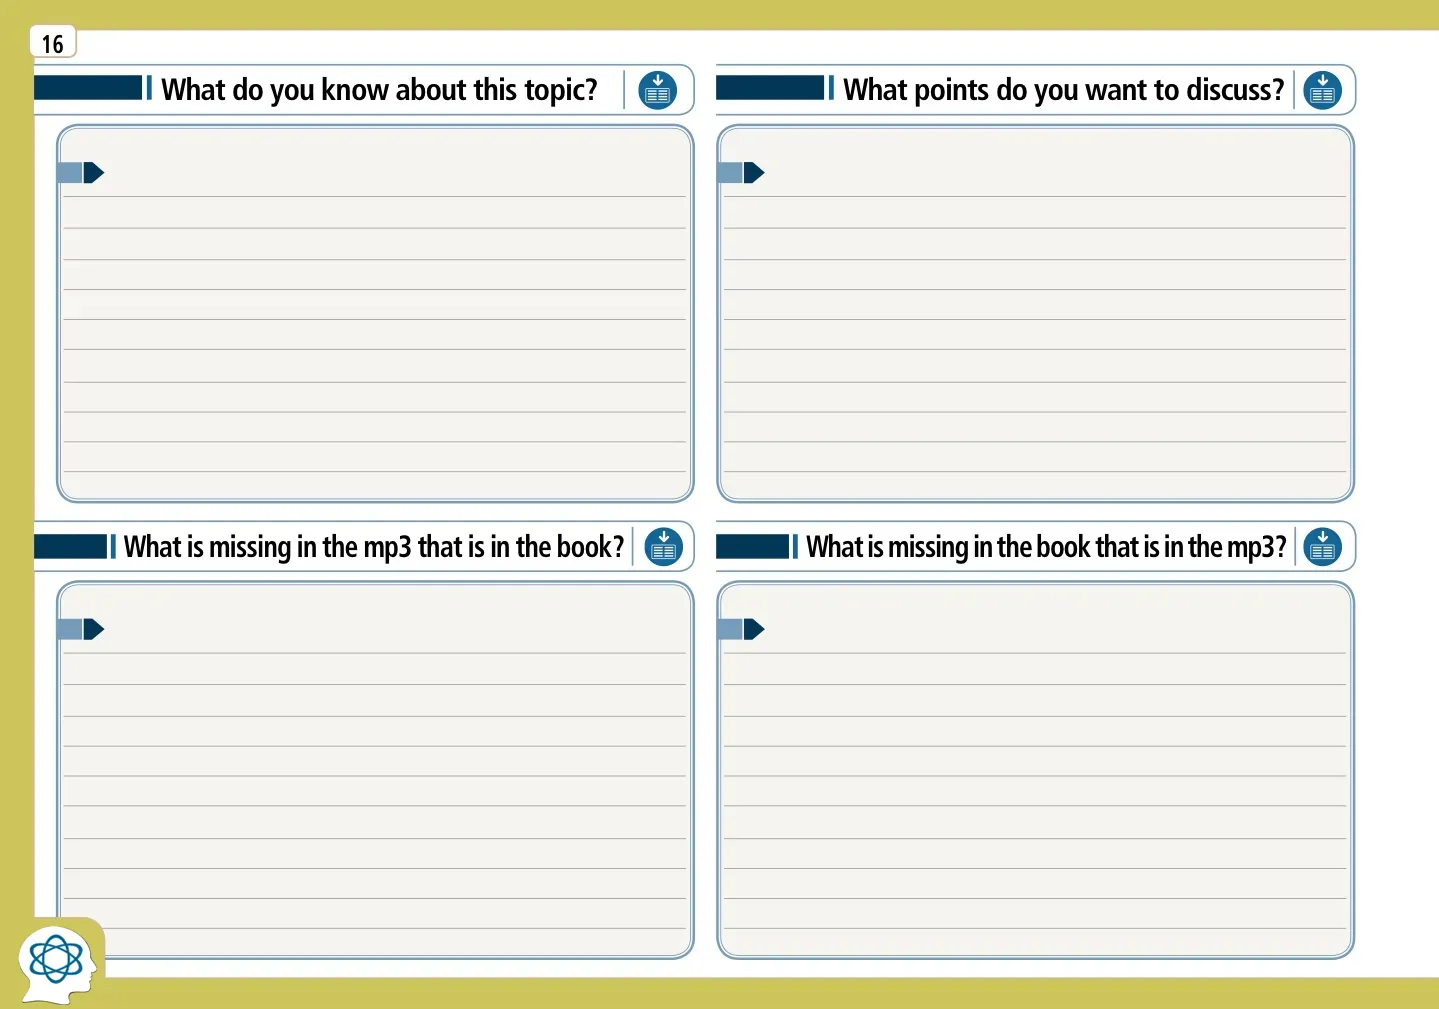 16
What do you know about this topic?
What points do you want to discuss?
What is missing in the mp3 that is in the book?
What is missing in the book that is in the mp3?